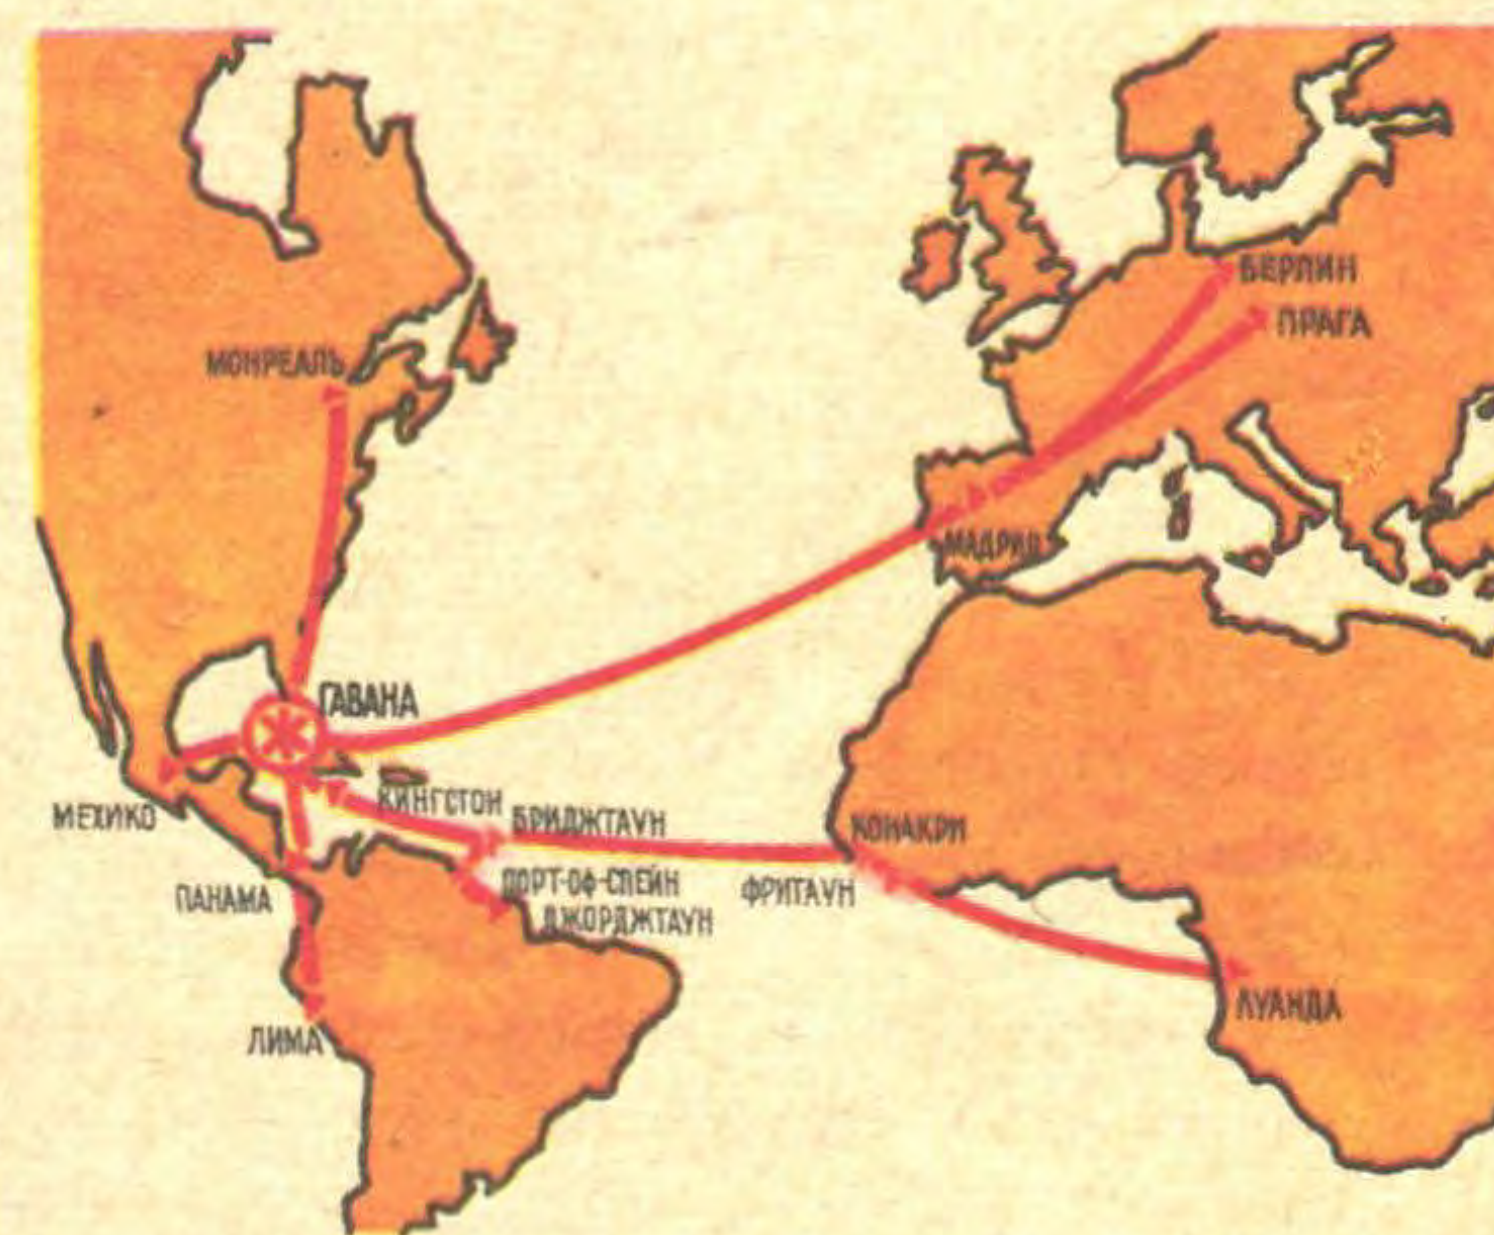 БЕРЛИН
ПРАГА
МОНРЕАЛЬ
МАДРИД
ГАВАНА
МЕХИКО
КИНГСТОН
БРИДЖТАУН
КОНАКРИ
ПОРТ-ОФ-СПЕЙН
ДЖОРДЖТАУН
ФРИТАУН
ПАНАМА
ЛУАНДА
ЛИМА